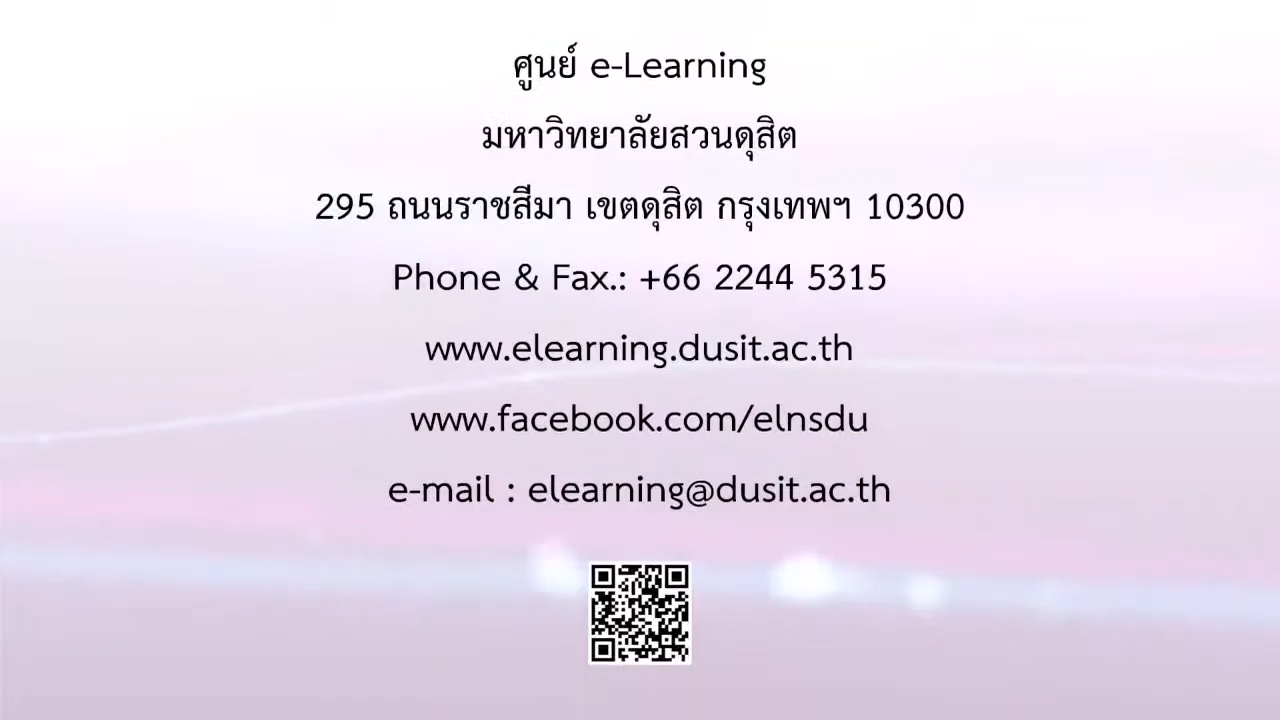 ศูนย์ e-Learning
มหาวิทยาลัยสวนดุสิต
295 ถนนราชสีมา เขตดุสิต กรุงเทพฯ 10300
Phone & Fax.: +66 2244 5315
www.elearning.dusit.ac.th
www.facebook.com/elnsdu
e-mail : elearning@dusit.ac.th